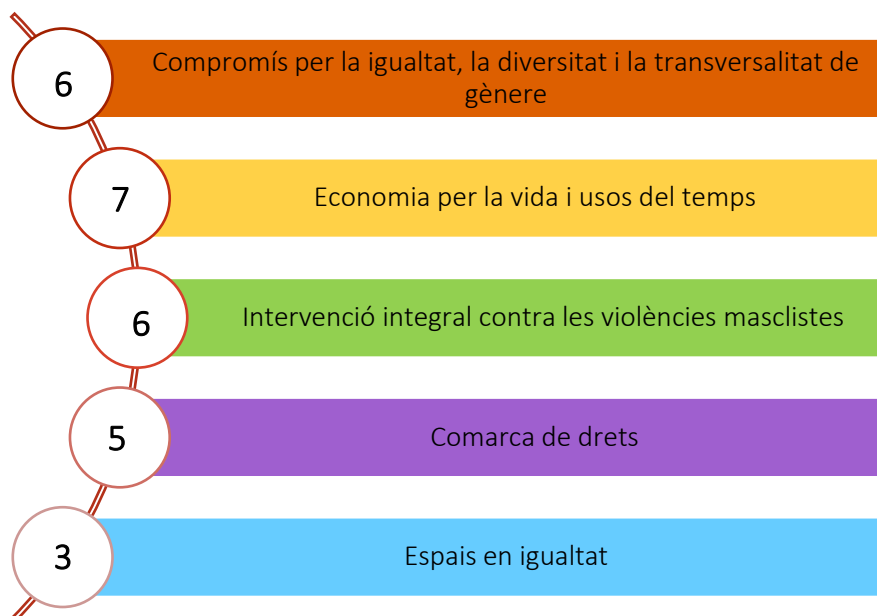 6
Compromís per la igualtat, la diversitat i la transversalitat de
gènere
7
Economia per la vida i usos del temps
6
Intervenció integral contra les violències masclistes
5
Comarca de drets
3
Espais en igualtat